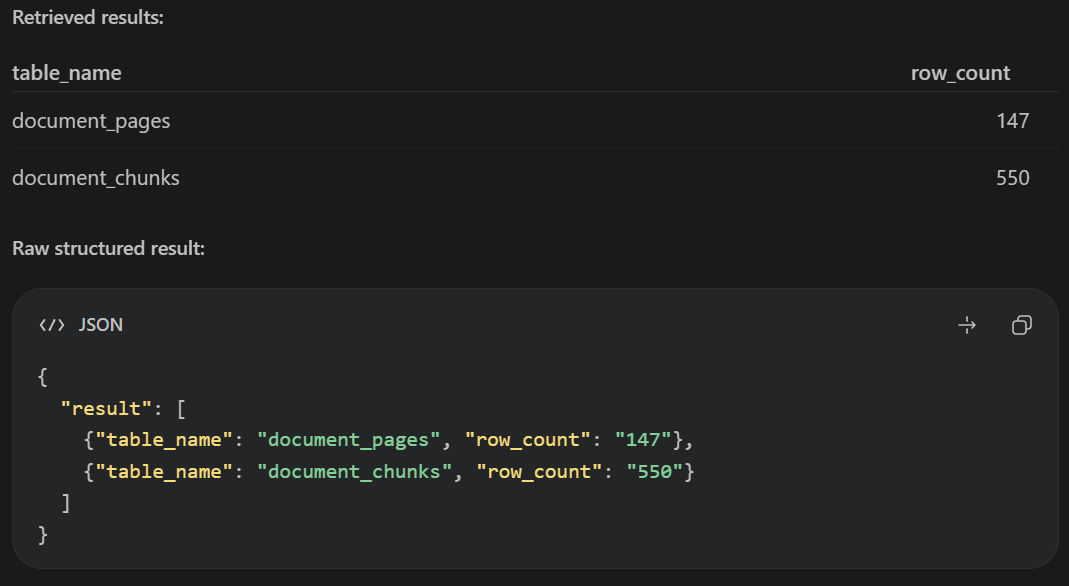 Retrieved results:
table_name row_count
document_pages 147
document_chunks 550
Raw structured result:
</> JSON
{
  "result": [
    {"table_name": "document_pages", "row_count": "147"},
    {"table_name": "document_chunks", "row_count": "550"}
  ]
}